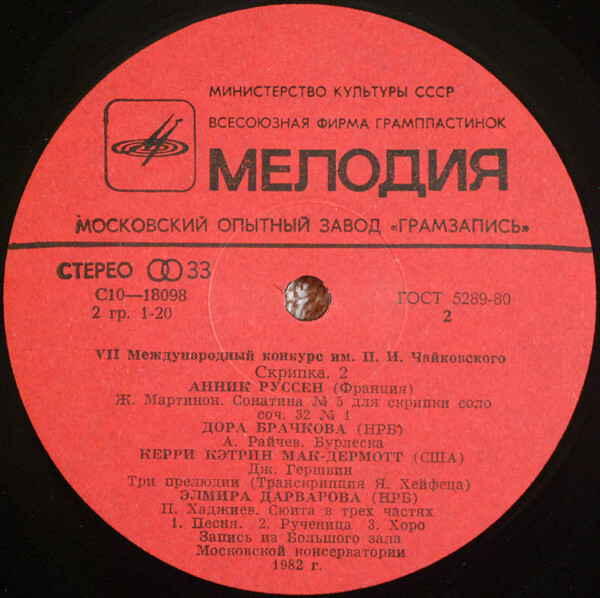 МИНИСТЕРСТВО КУЛЬТУРЫ СССР
ВСЕСОЮЗНАЯ ФИРМА ГРАМПЛАСТИНОК
МЕЛОДИЯ
МОСКОВСКИЙ ОПЫТНЫЙ ЗАВОД «ГРАМЗАПИСЬ»
СТЕРЕО 33
С10—18098
ГОСТ 5289-80
2 гр. 1-20
2
VII Международный конкурс им. П. И. Чайковского
Скрипка. 2
АННИК РУССЕН (Франция)
Ж. Мартинон. Сонатина № 5 для скрипки соло
соч. 32 № 1
ДОРА БРАЧКОВА (НРБ)
А. Райчев. Бурлеска
КЕРРИ КЭТРИН МАК-ДЕРМОТТ (США)
Дж. Гершвин
Три прелюдии (Транскрипция Я. Хейфеца)
ЭЛМИРА ДАРВАРОВА (НРБ)
П. Хаджиев. Сюита в трех частях
1. Песня. 2. Рученица 3. Хоро
Запись из Большого зала
Московской консерватории
1982 г.